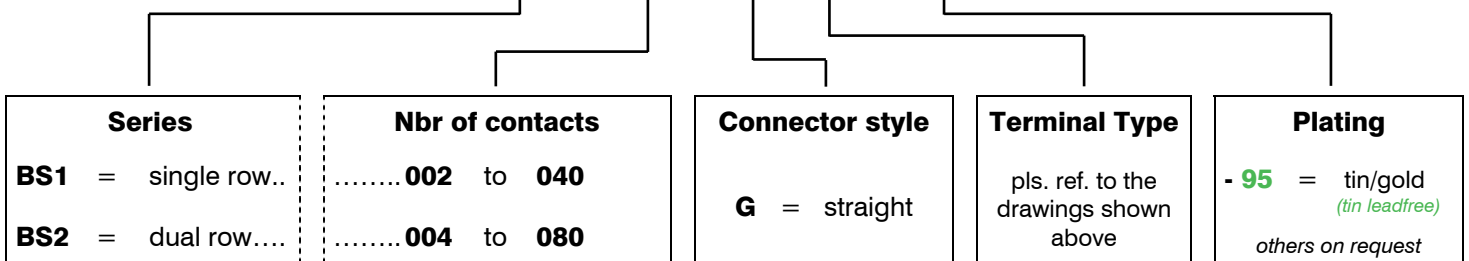 Series
BS1 = single row..
BS2 = dual row....
Nbr of contacts
........002 to 040
........004 to 080
Connector style
G = straight
Terminal Type
pls. ref. to the
drawings shown
above
Plating
- 95 = tin/gold
(tin leadfree)
others on request